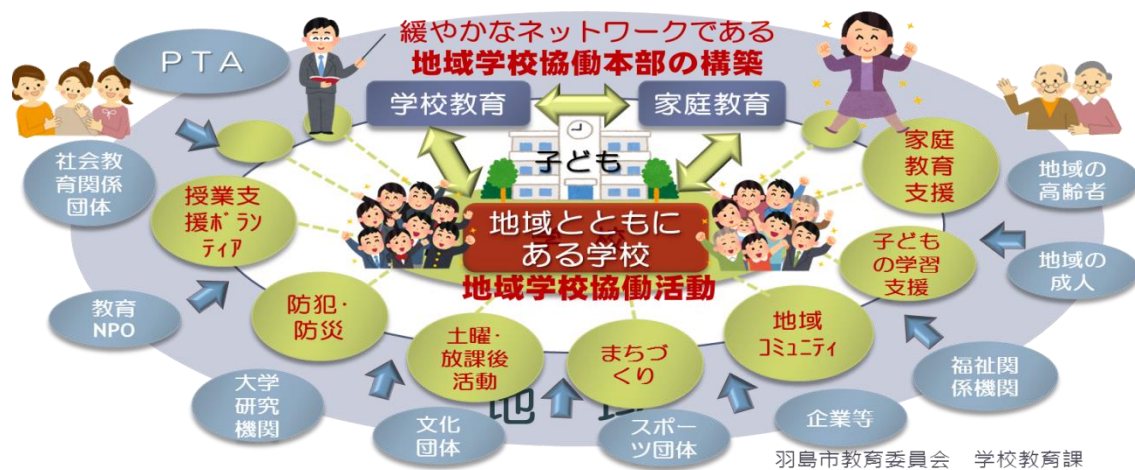 緩やかなネットワークである
地域学校協働本部の構築
PTA
学校教育
家庭教育
子ども
地域とともに
ある学校
地域学校協働活動
社会教
育関係
団体
授業支
援ﾎﾞﾗﾝ
ﾃｨｱ
家庭
教育
支援
地域の
高齢者
子ども
の学習
支援
地域の
成人
教育
NPO
防犯・
防災
土曜・
放課後
活動
まちづ
くり
地域
ｺﾐｭﾆﾃｨ
福祉関
係機関
大学
研究
機関
文化
団体
地
スポー
ツ団体
企業等
羽島市教育委員会　学校教育課